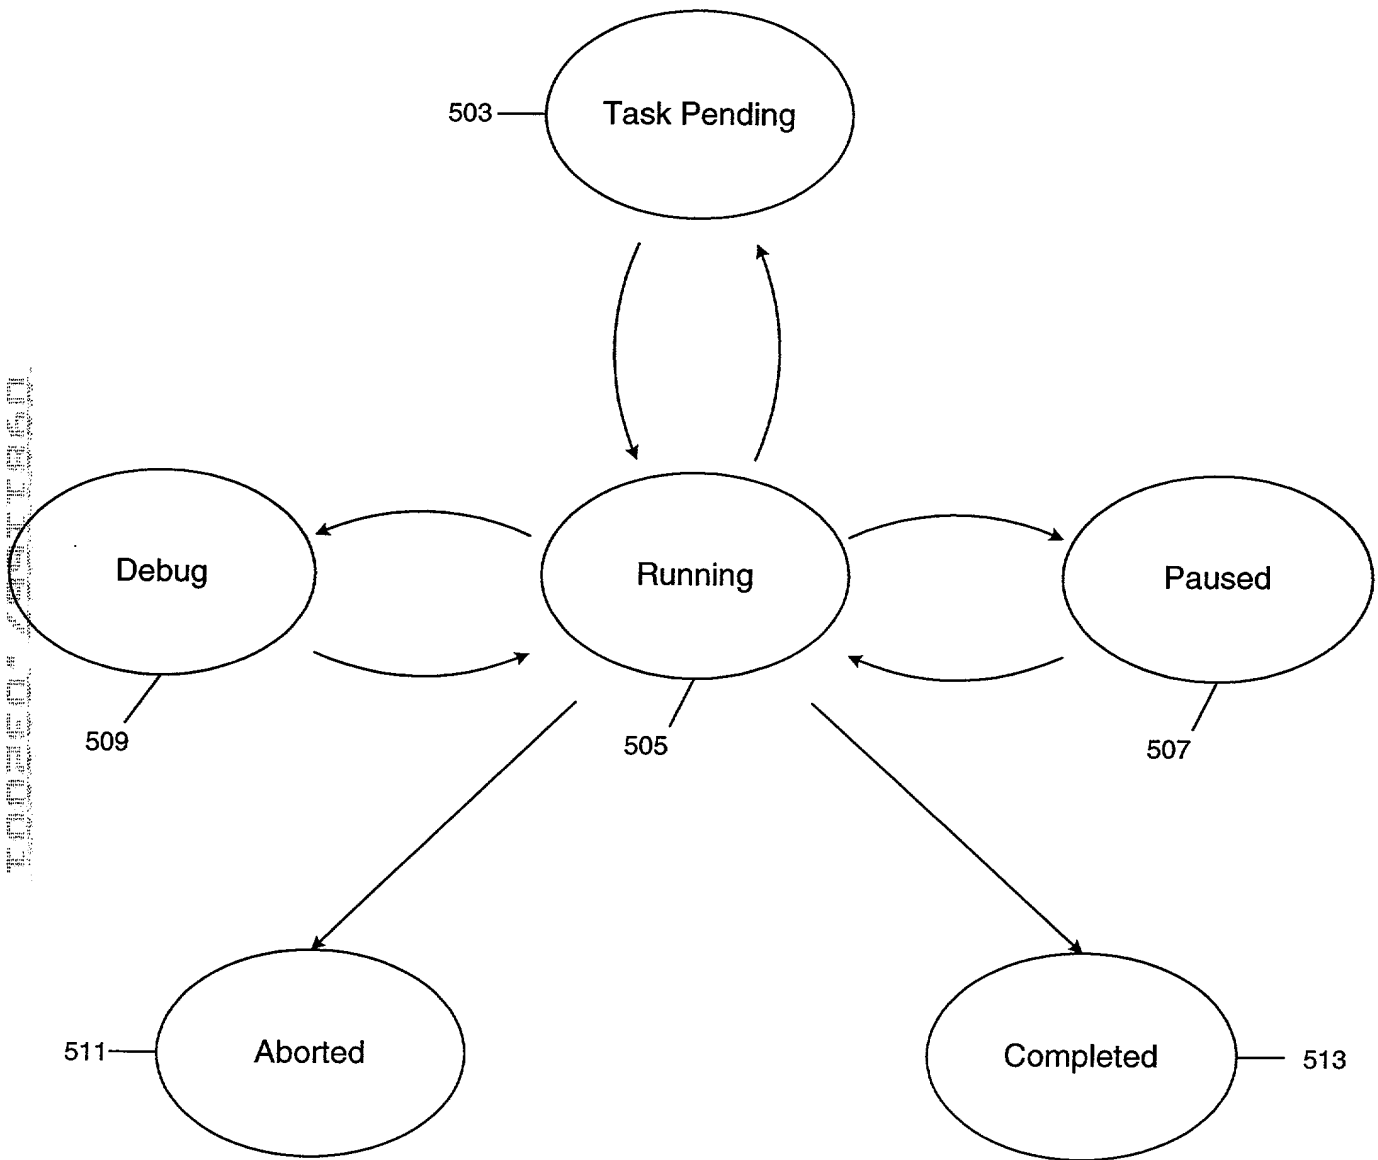 503
Task Pending
Debug
Running
Paused
509
505
507
511
Aborted
Completed
513